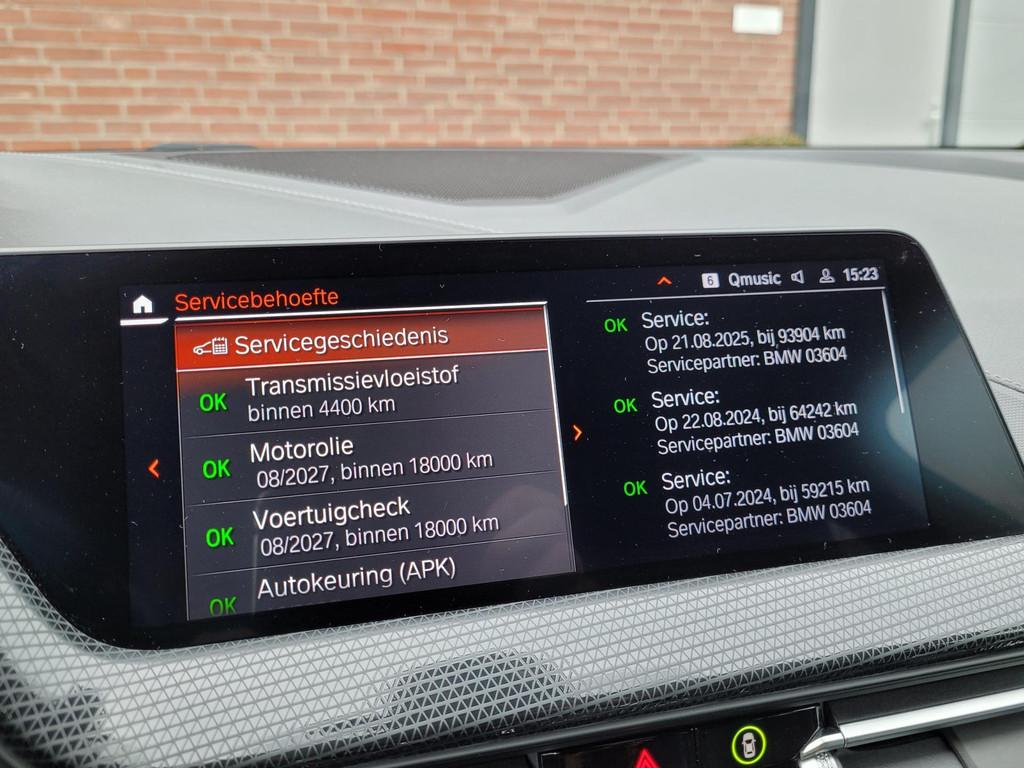 Servicebehoefte
6 Qmusic 15:23
Servicegeschiedenis
OK Transmissievloeistof
binnen 4400 km
OK Motorolie
08/2027, binnen 18000 km
OK Voertuigcheck
08/2027, binnen 18000 km
OK Autokeuring (APK)
OK Service:
Op 21.08.2025, bij 93904 km
Servicepartner: BMW 03604
OK Service:
Op 22.08.2024, bij 64242 km
Servicepartner: BMW 03604
OK Service:
Op 04.07.2024, bij 59215 km
Servicepartner: BMW 03604